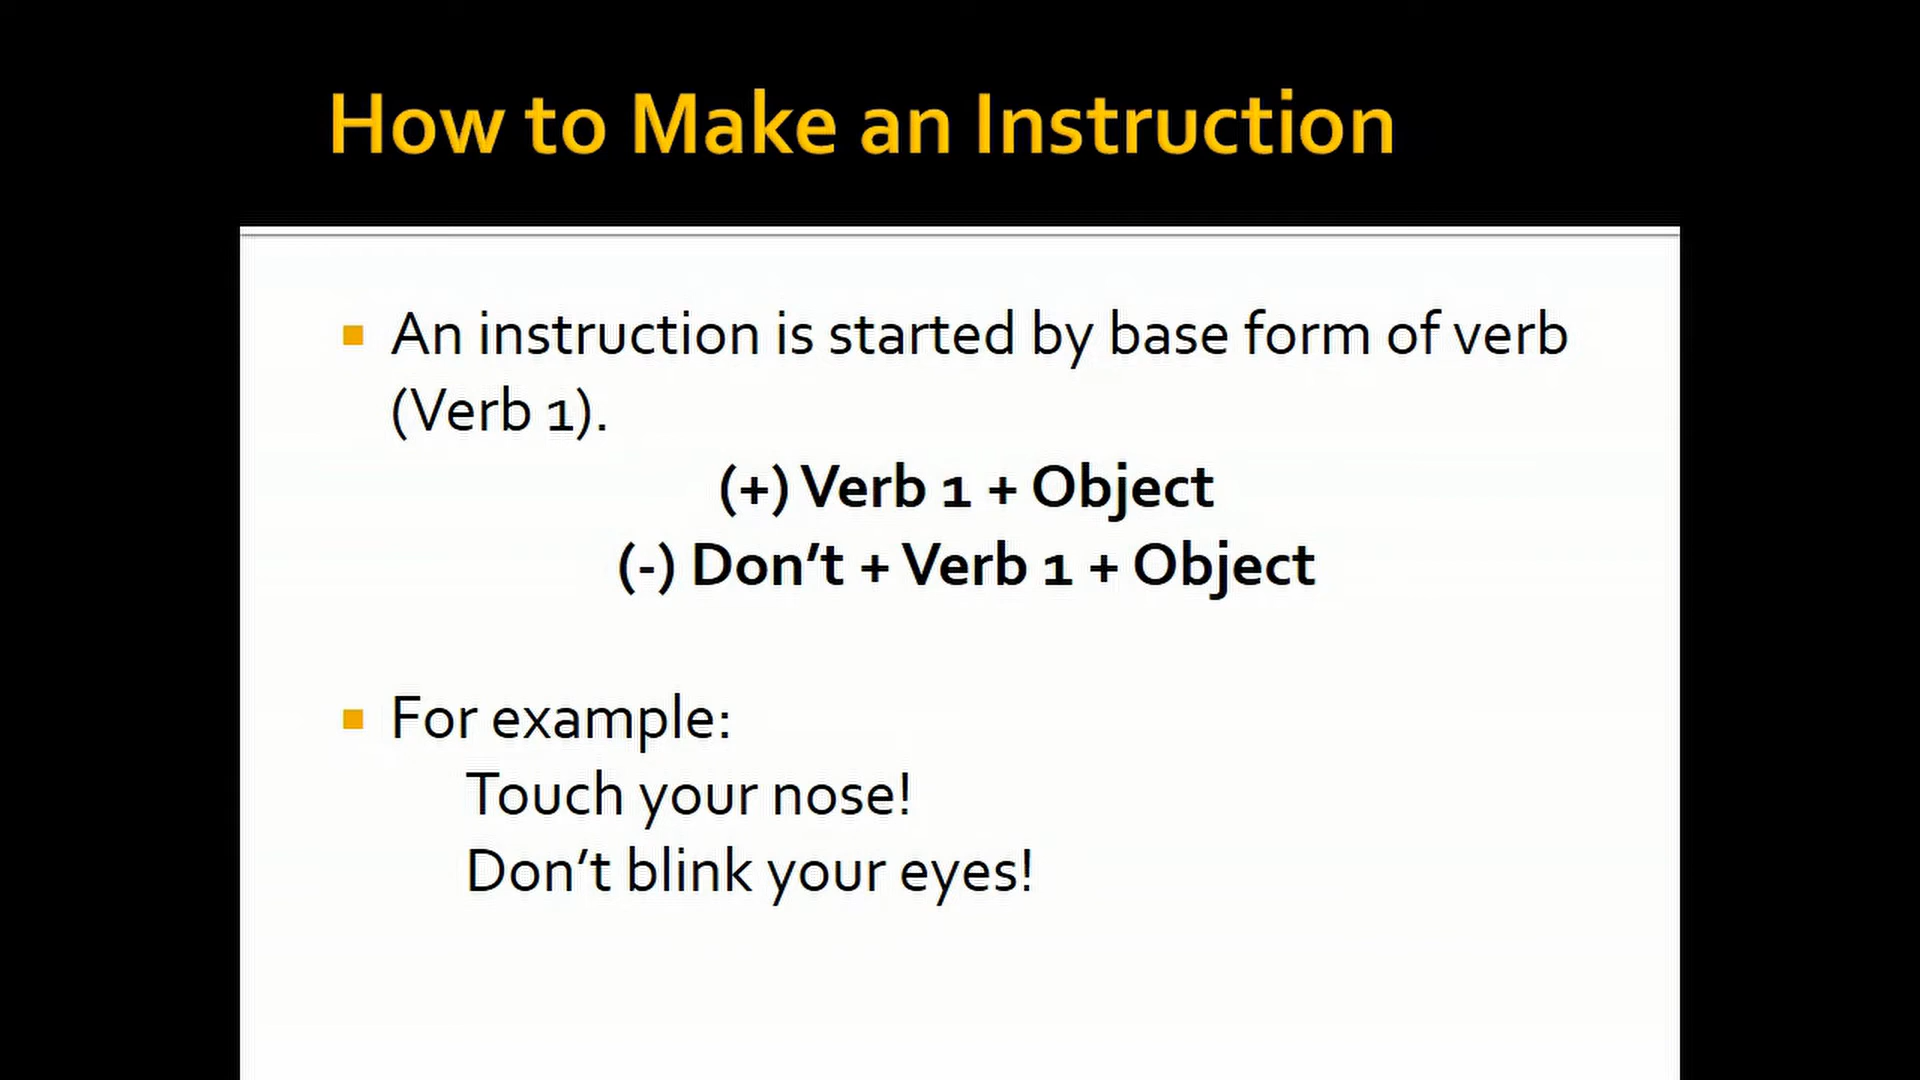 How to Make an Instruction
An instruction is started by base form of verb
(Verb 1).
(+) Verb 1 + Object
(-) Don’t + Verb 1 + Object
For example:
Touch your nose!
Don’t blink your eyes!